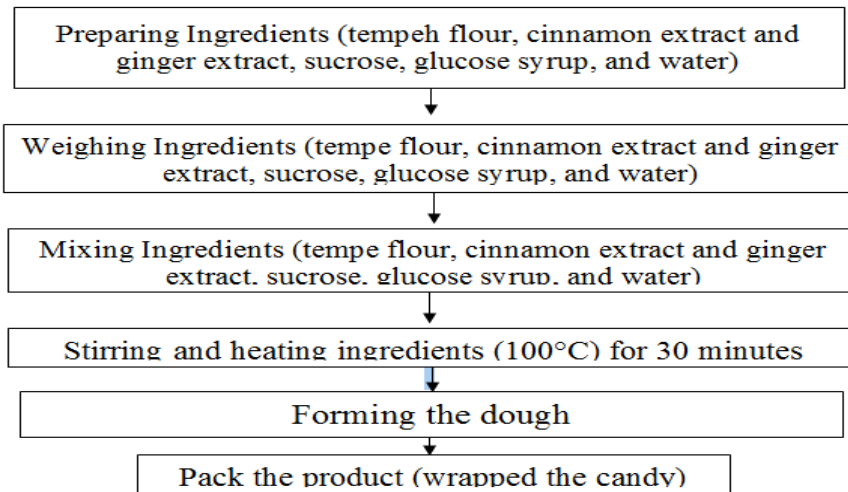 Preparing Ingredients (tempeh flour, cinnamon extract and
ginger extract, sucrose, glucose syrup, and water)
Weighing Ingredients (tempe flour, cinnamon extract and ginger
extract, sucrose, glucose syrup, and water)
Mixing Ingredients (tempe flour, cinnamon extract and ginger
extract, sucrose, glucose syrup, and water)
Stirring and heating ingredients (100°C) for 30 minutes
Forming the dough
Pack the product (wrapped the candy)